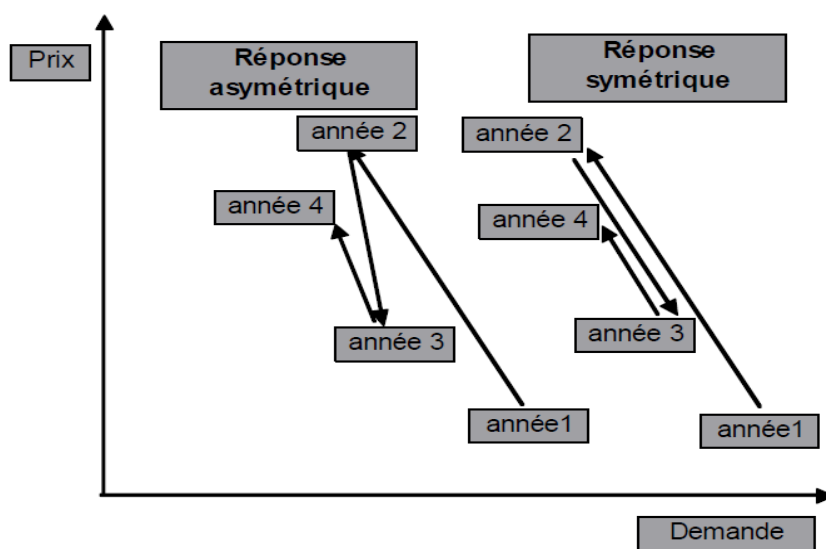 Prix
Réponse
asymétrique
Réponse
symétrique
année 2
année 2
année 4
année 4
année 3
année 3
année1
année1
Demande